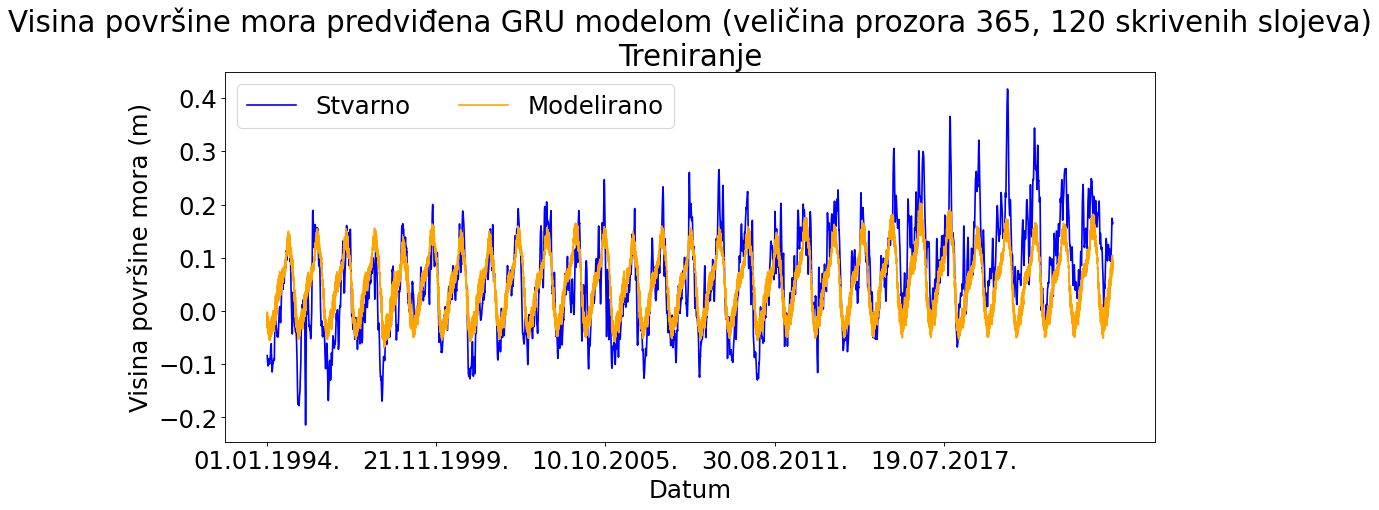 Visina površine mora predviđena GRU modelom (veličina prozora 365, 120 skrivenih slojeva)
Treniranje
Stvarno Modelirano
Visina površine mora (m)
0.4
0.3
0.2
0.1
0.0
−0.1
−0.2
01.01.1994. 21.11.1999. 10.10.2005. 30.08.2011. 19.07.2017.
Datum